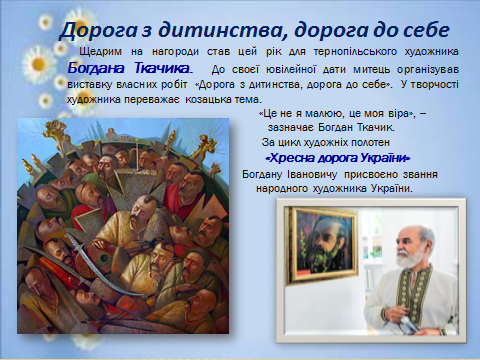 Дорога з дитинства, дорога до себе
Щедрим на нагороди став цей рік для тернопільського художника
Богдана Ткачика. До своєї ювілейної дати митець організував
виставку власних робіт «Дорога з дитинства, дорога до себе». У творчості
художника переважає козацька тема.
«Це не я малюю, це моя віра», –
зазначає Богдан Ткачик.
За цикл художніх полотен
«Хресна дорога України»
Богдану Івановичу присвоєно звання
народного художника України.